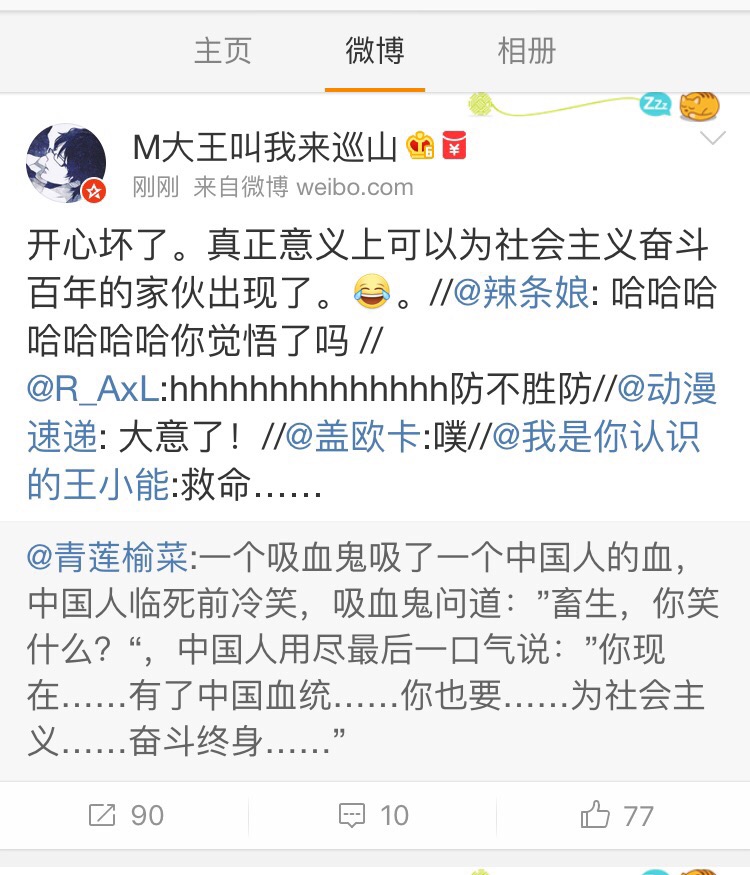 主页 微博 相册
ZZz
M大王叫我来巡山 6 ¥
刚刚 来自微博 weibo.com
开心坏了。真正意义上可以为社会主义奋斗
百年的家伙出现了。😂。//@辣条娘: 哈哈哈
哈哈哈哈你觉悟了吗 //
@R_AxL:hhhhhhhhhhhhhh防不胜防//@动漫
速递: 大意了！//@盖欧卡:噗//@我是你认识
的王小能:救命……
@青莲榆菜:一个吸血鬼吸了一个中国人的血，
中国人临死前冷笑，吸血鬼问道：”畜生，你笑
什么？“，中国人用尽最后一口气说：”你现
在……有了中国血统……你也要……为社会主
义……奋斗终身……”
90 10 77